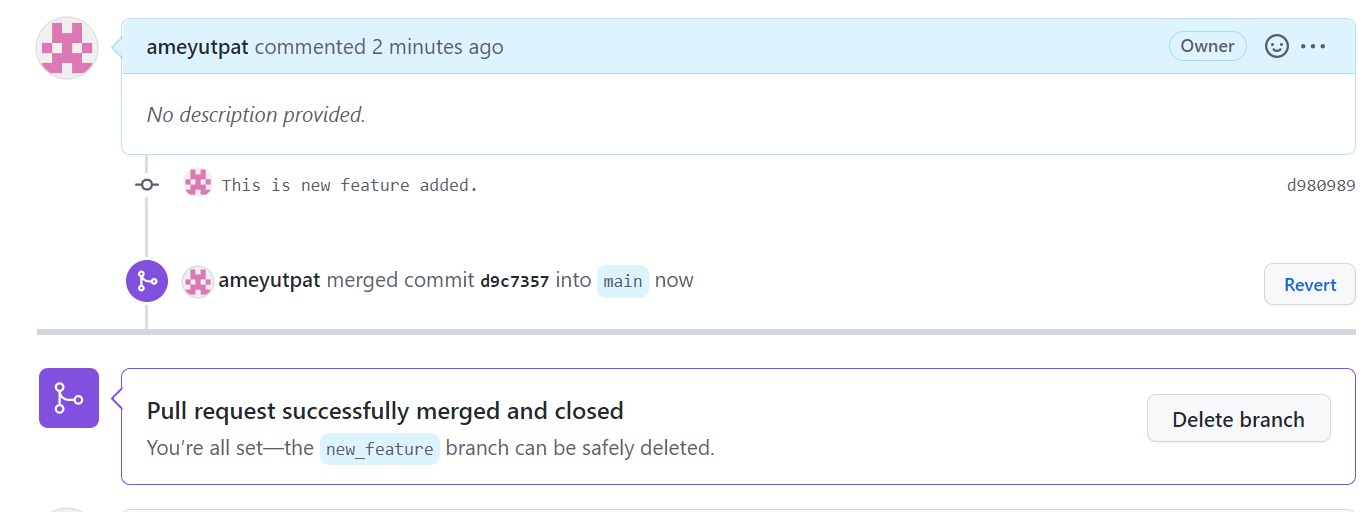 ameyutpat commented 2 minutes ago Owner
No description provided.
This is new feature added. d980989
ameyutpat merged commit d9c7357 into main now Revert
Pull request successfully merged and closed
Delete branch
You’re all set—the new_feature branch can be safely deleted.